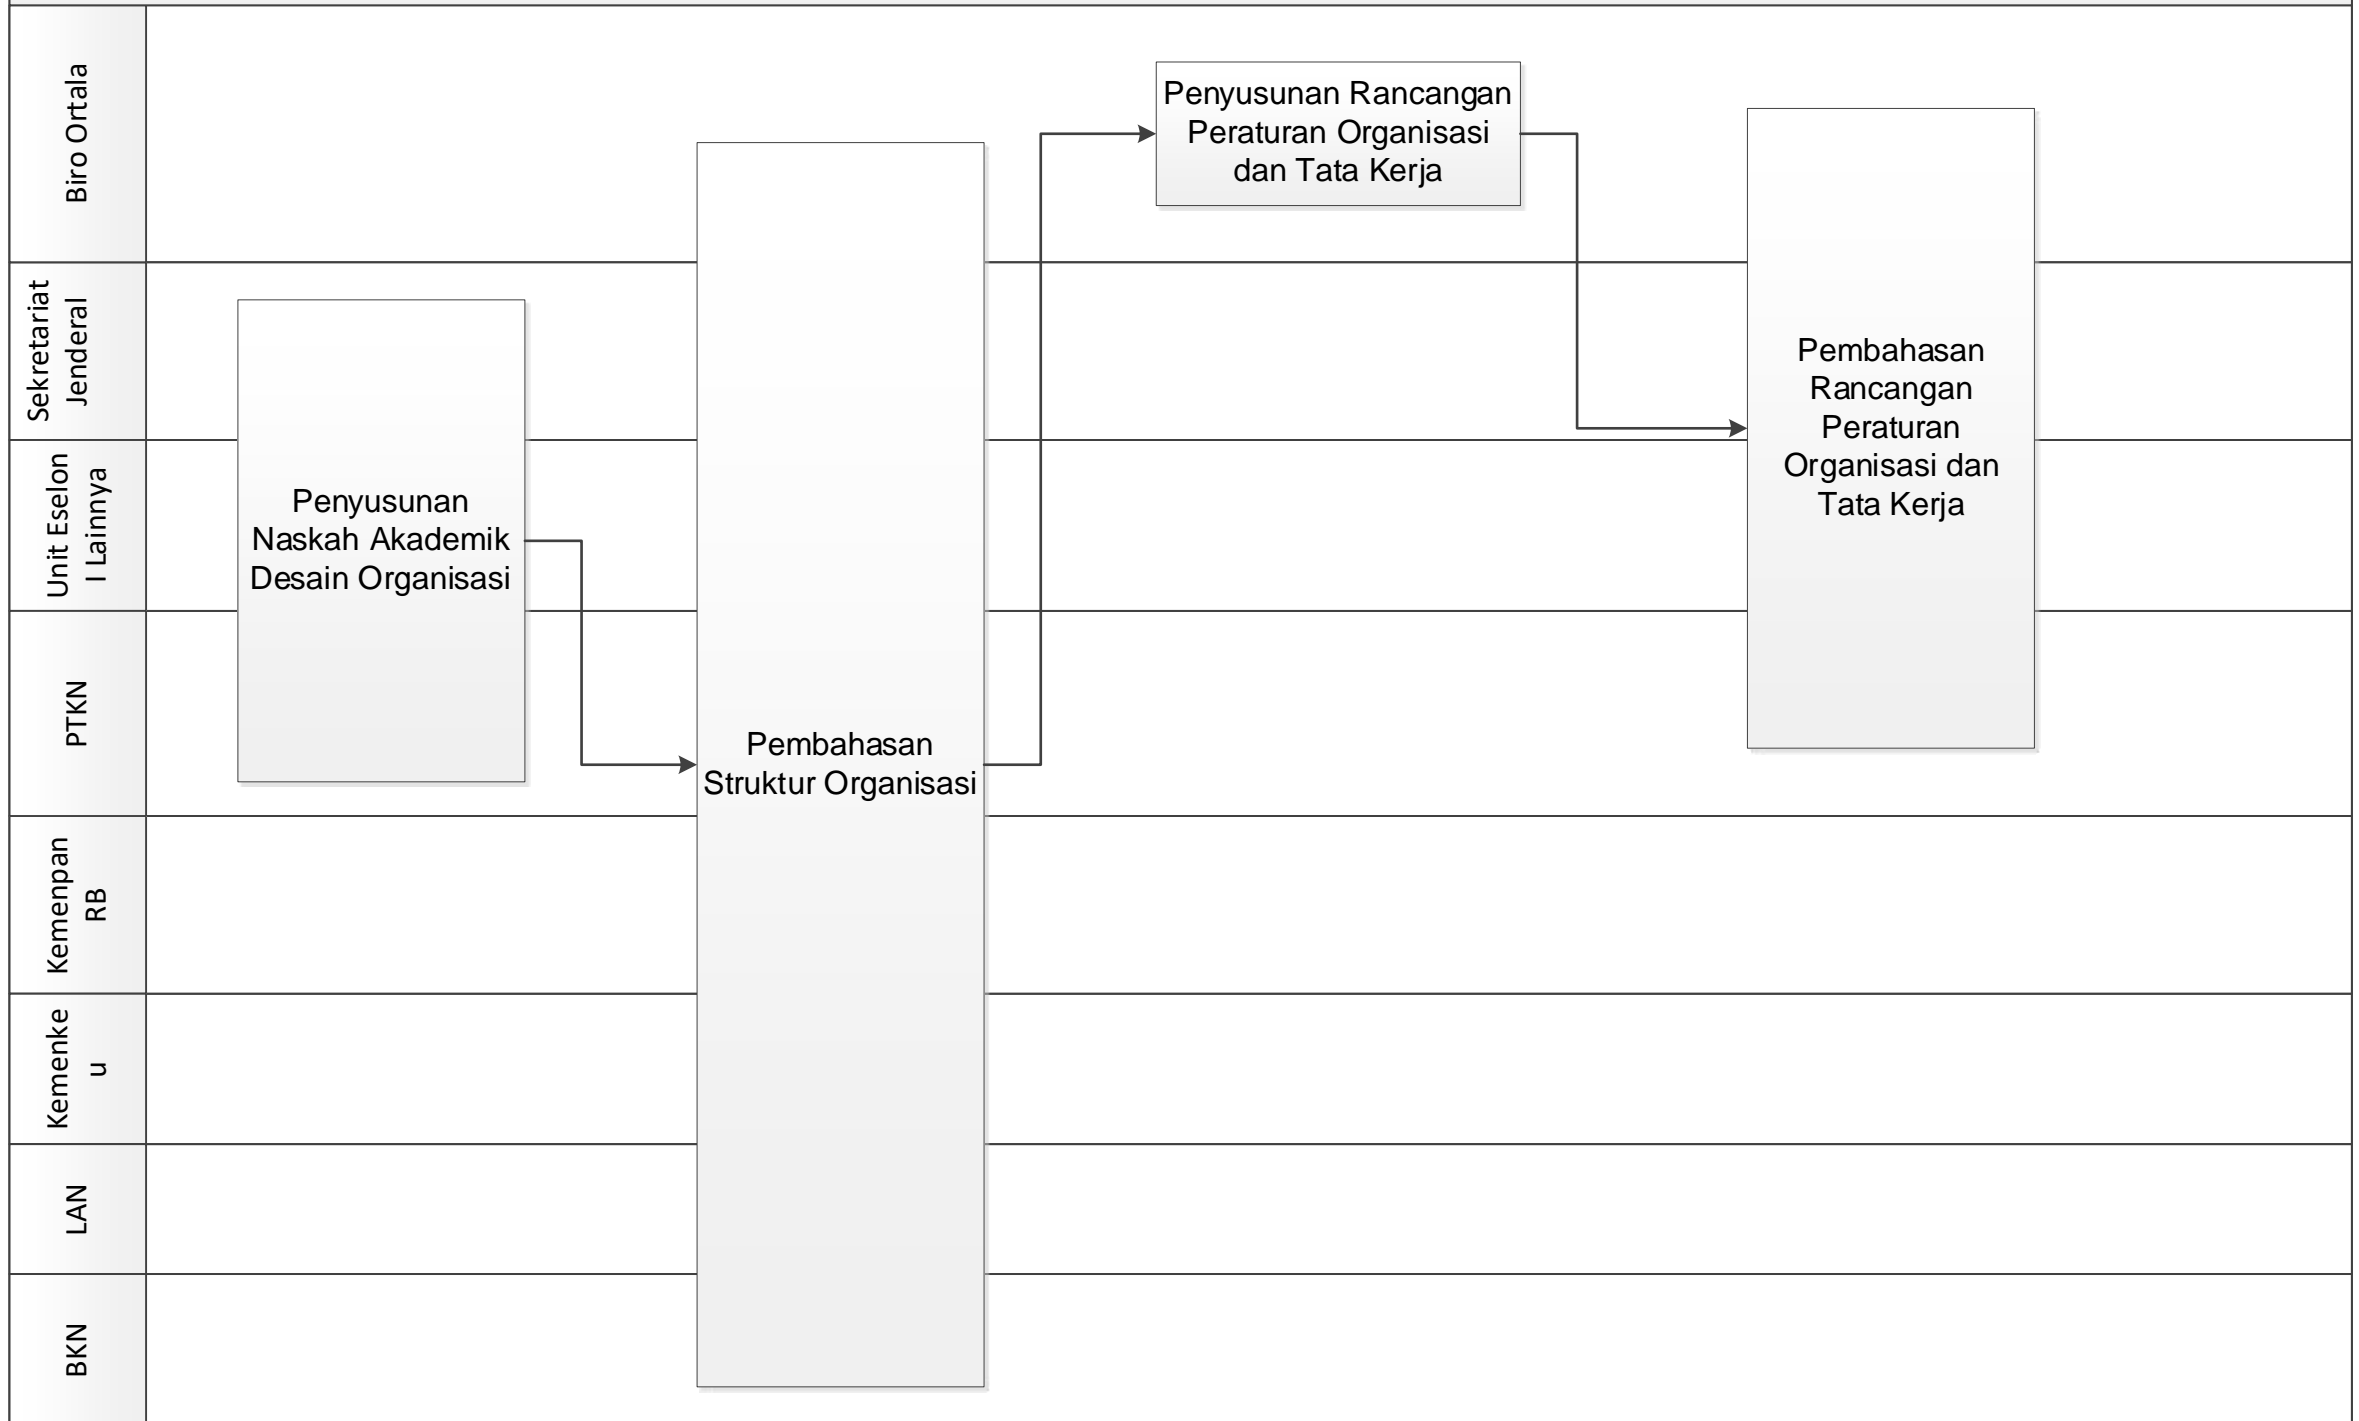 Biro Ortala
Sekretariat
Jenderal
Unit Eselon
I Lainnya
PTKN
Kemenpan
RB
Kemenke
u
LAN
BKN
Penyusunan
Naskah Akademik
Desain Organisasi
Pembahasan
Struktur Organisasi
Penyusunan Rancangan
Peraturan Organisasi
dan Tata Kerja
Pembahasan
Rancangan
Peraturan
Organisasi dan
Tata Kerja